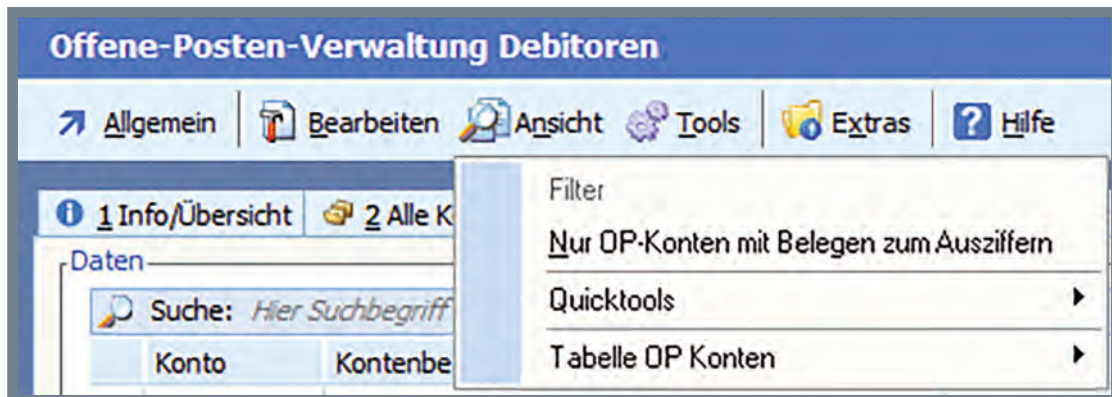 Offene-Posten-Verwaltung Debitoren
Allgemein Bearbeiten Ansicht Tools Extras Hilfe
Filter
Nur OP-Konten mit Belegen zum Ausziffern
Quicktools
Tabelle OP Konten
1 Info/Übersicht 2 Alle K
Daten
Suche: Hier Suchbegriff
Konto Kontenbe